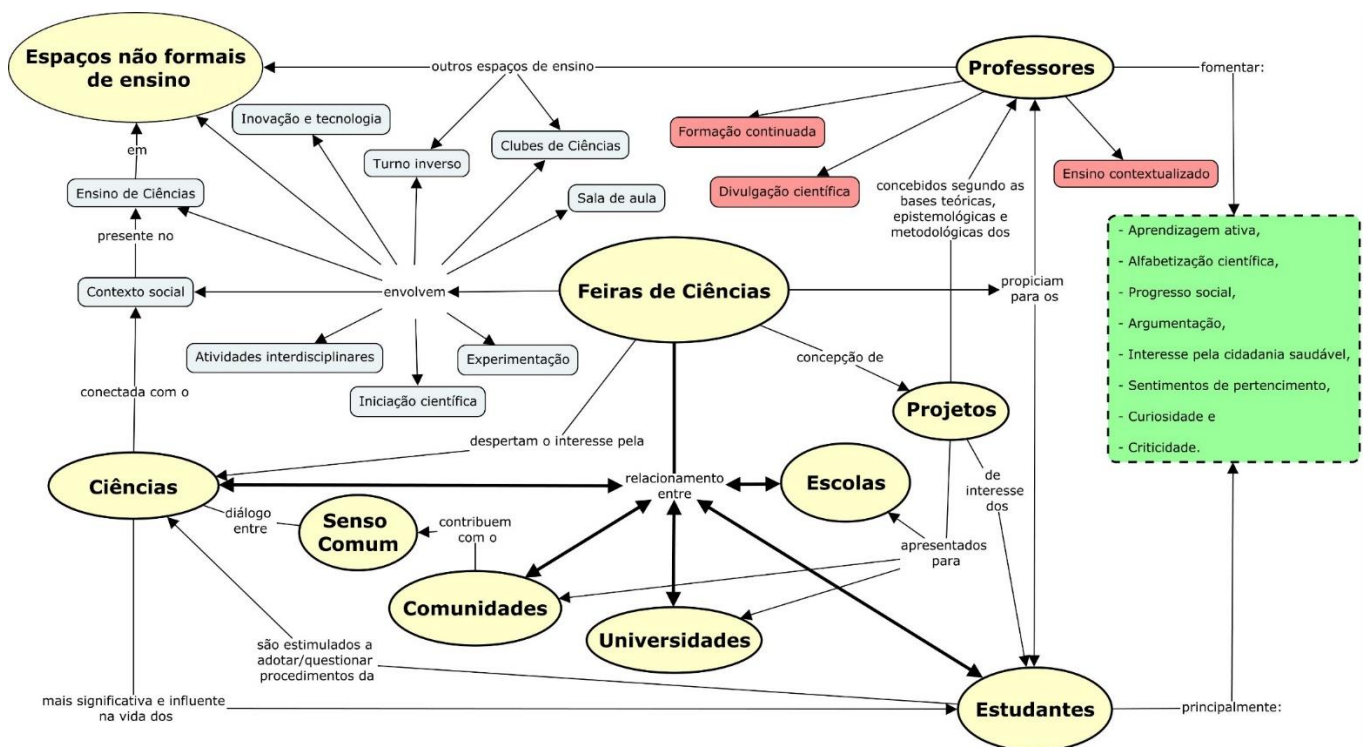 Espaços não formais
de ensino
outros espaços de ensino
Professores
fomentar:
Inovação e tecnologia
Turno inverso
Clubes de Ciências
Formação continuada
Divulgação científica
Ensino contextualizado
em
Ensino de Ciências
Sala de aula
concebidos segundo as
bases teóricas,
epistemológicas e
metodológicas dos
presente no
Contexto social
envolvem
Feiras de Ciências
propiciam
para os
- Aprendizagem ativa,
- Alfabetização científica,
- Progresso social,
- Argumentação,
- Interesse pela cidadania saudável,
- Sentimentos de pertencimento,
- Curiosidade e
- Criticidade.
Atividades interdisciplinares
Experimentação
Iniciação científica
concepção de
Projetos
conectada com o
despertam o interesse pela
Ciências
relacionamento
entre
Escolas
de
interesse
dos
diálogo
entre
Senso
Comum
contribuem
com o
apresentados
para
Comunidades
Universidades
são estimulados a
adotar/questionar
procedimentos da
mais significativa e influente
na vida dos
Estudantes
principalmente: